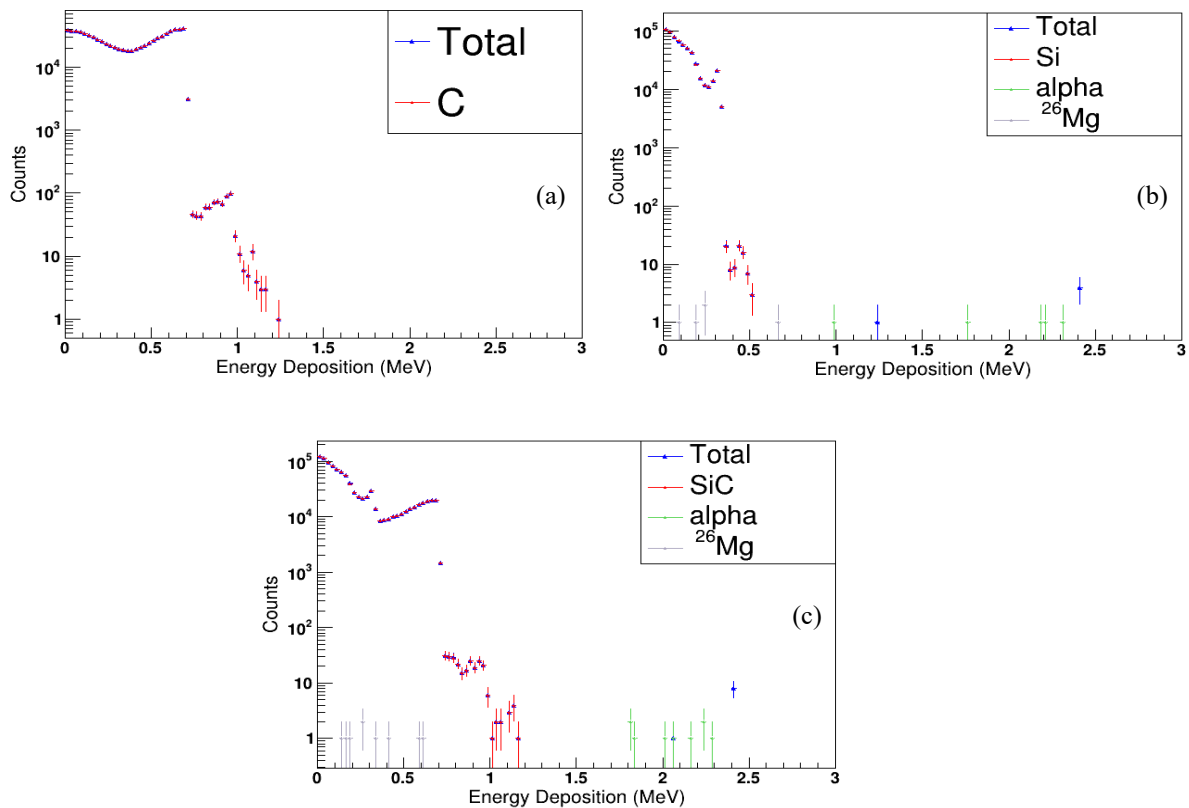 Total
C
Counts
10⁴
10³
10²
10
1
0 0.5 1 1.5 2 2.5 3
Energy Deposition (MeV)
(a)
Total
Si
alpha
²⁶Mg
Counts
10⁵
10⁴
10³
10²
10
1
0 0.5 1 1.5 2 2.5 3
Energy Deposition (MeV)
(b)
Total
SiC
alpha
²⁶Mg
Counts
10⁵
10⁴
10³
10²
10
1
0 0.5 1 1.5 2 2.5 3
Energy Deposition (MeV)
(c)